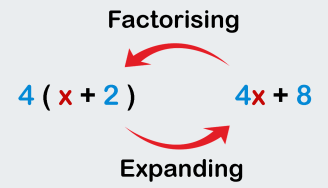 Factorising
4 ( x + 2 ) 4x + 8
Expanding